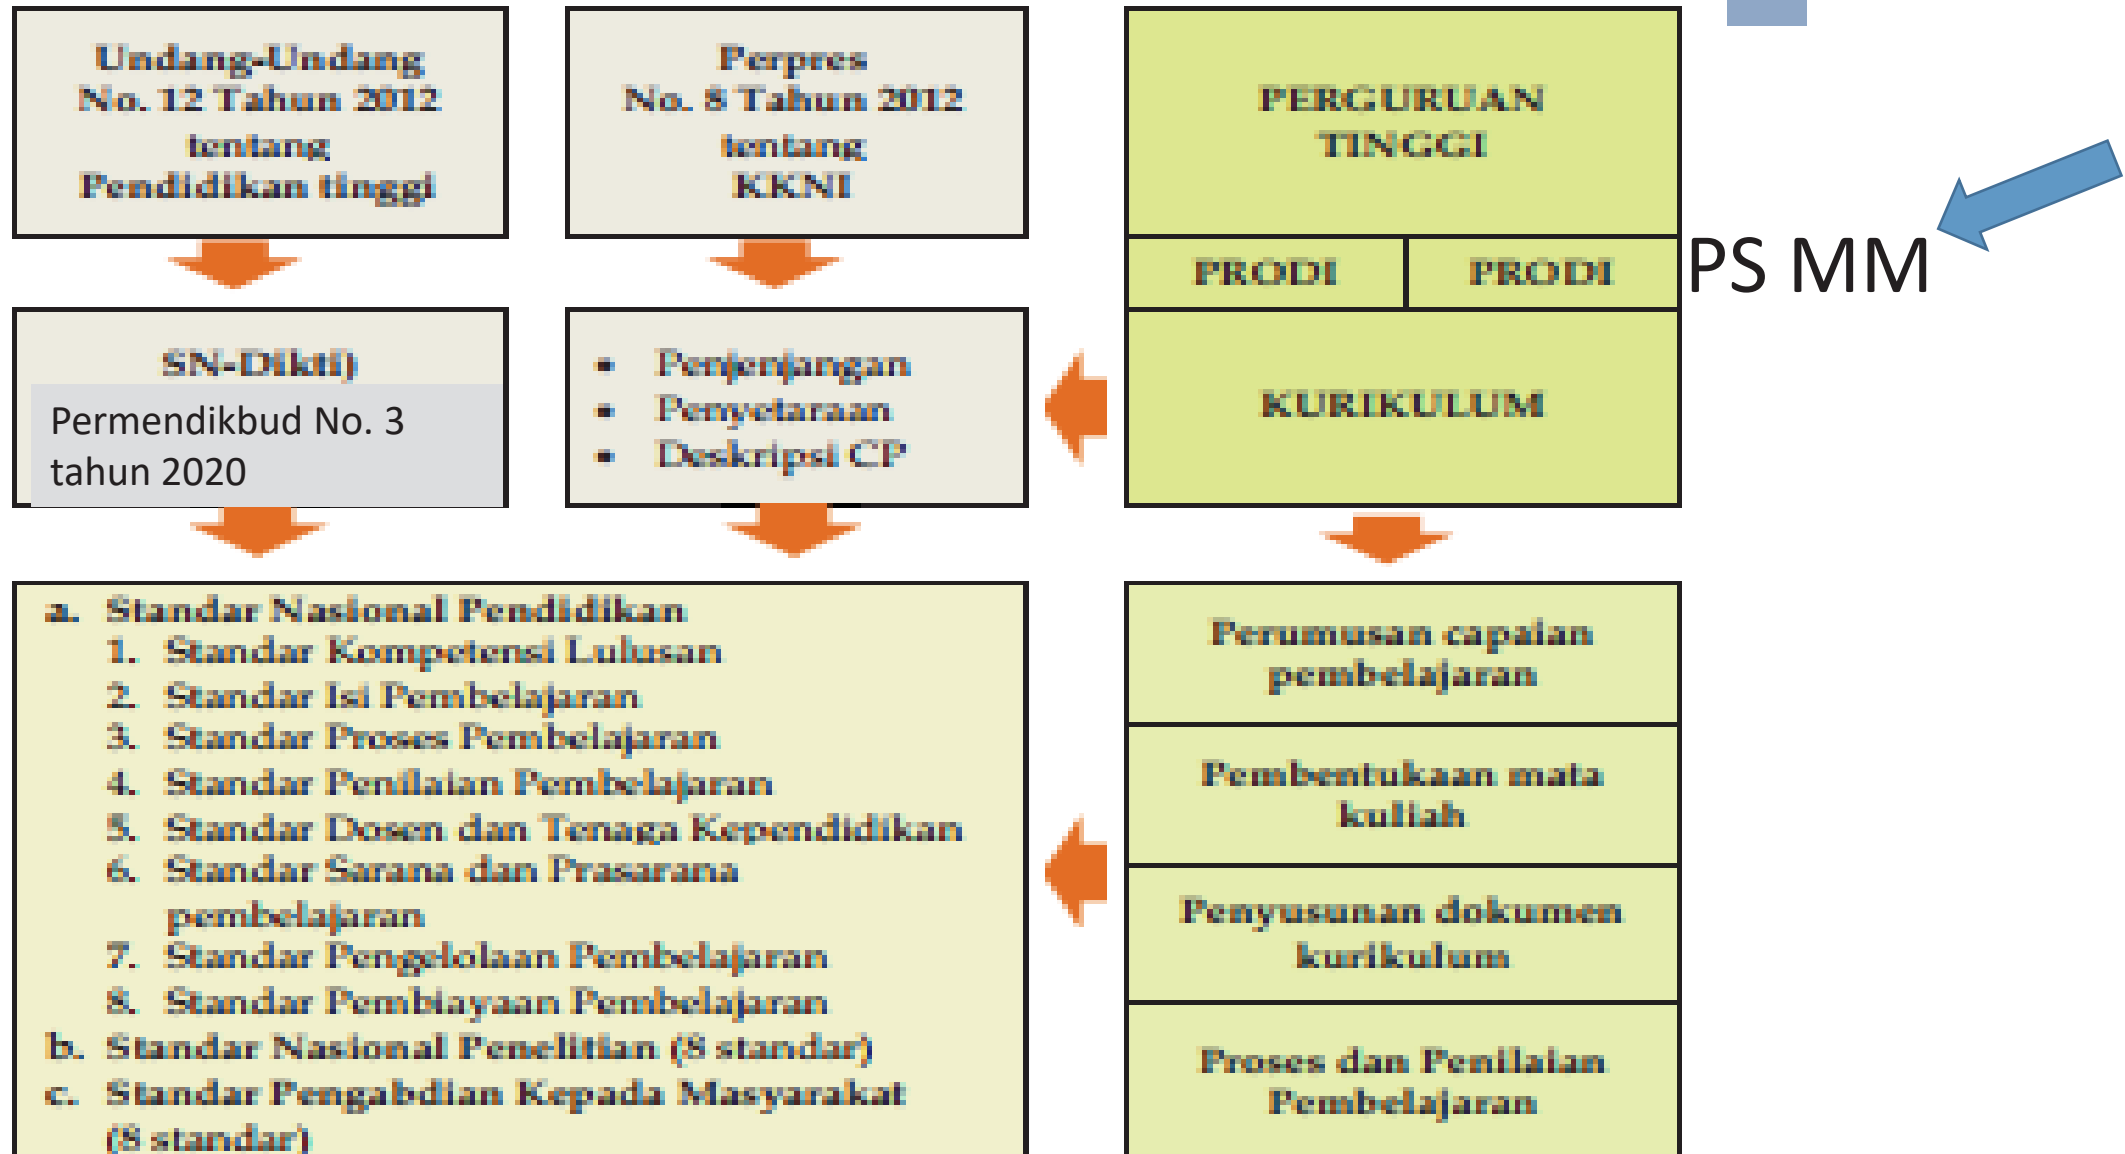 Undang-Undang
No. 12 Tahun 2012
tentang
Pendidikan tinggi
Perpres
No. 8 Tahun 2012
tentang
KKNI
PERGURUAN
TINGGI
PRODI
PRODI
PS MM
SN-Dikti)
Permendikbud No. 3
tahun 2020
• Penjenjangan
• Penyetaraan
• Deskripsi CP
KURIKULUM
a. Standar Nasional Pendidikan
1. Standar Kompetensi Lulusan
2. Standar Isi Pembelajaran
3. Standar Proses Pembelajaran
4. Standar Penilaian Pembelajaran
5. Standar Dosen dan Tenaga Kependidikan
6. Standar Sarana dan Prasarana
pembelajaran
7. Standar Pengelolaan Pembelajaran
8. Standar Pembiayaan Pembelajaran
b. Standar Nasional Penelitian (8 standar)
c. Standar Pengabdian Kepada Masyarakat
(8 standar)
Perumusan capaian
pembelajaran
Pembentukaan mata
kuliah
Penyusunan dokumen
kurikulum
Proses dan Penilaian
Pembelajaran